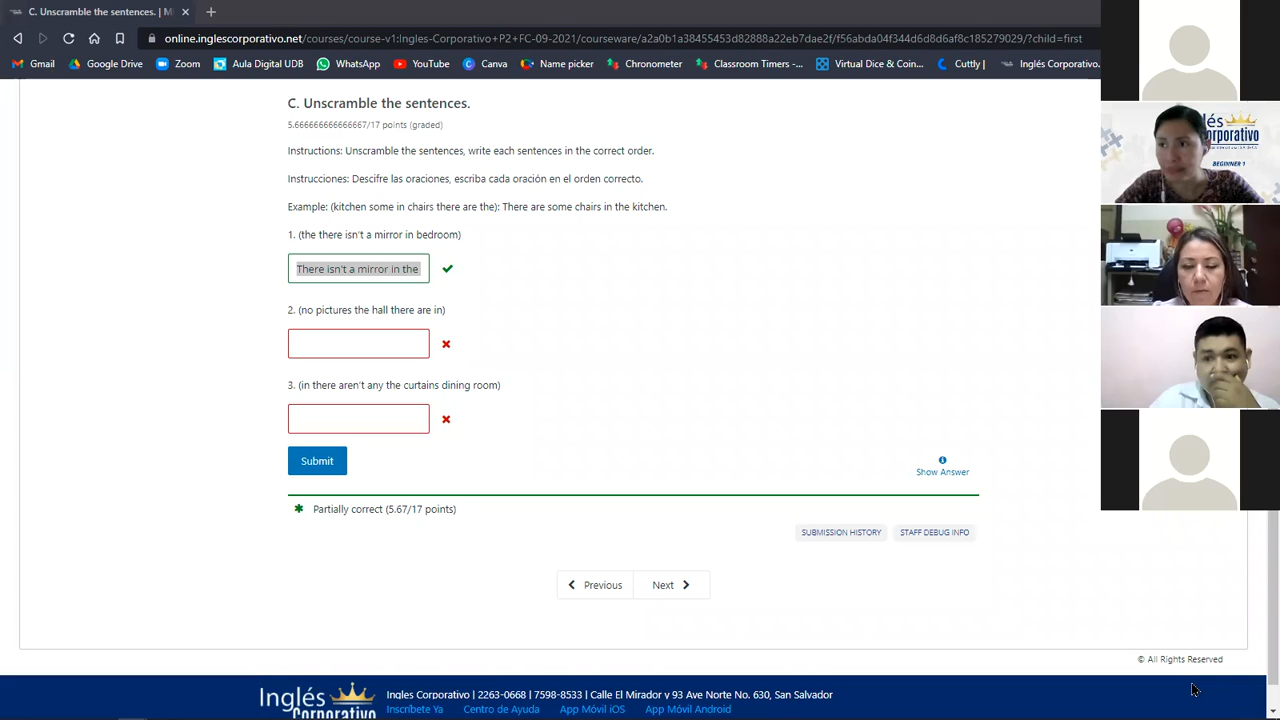 C. Unscramble the sentences. | M
online.inglescorporativo.net/courses/course-v1:Ingles-Corporativo+P2+FC-09-2021/courseware/a2a0b1a38455453d82888a22eb7dae2f/f56abda04f344d6d8d6af8c185279029/?child=first
Gmail Google Drive Zoom Aula Digital UDB WhatsApp YouTube Canva Name picker Chronometer Classroom Timer -... Virtual Dice & Coin... Cuttly | Inglés Corporativo.
C. Unscramble the sentences.
5.666666666666667/17 points (graded)
Instructions: Unscramble the sentences, write each sentences in the correct order.
Instrucciones: Descifre las oraciones, escriba cada oración en el orden correcto.
Example: (kitchen some in chairs there are the): There are some chairs in the kitchen.
1. (the there isn't a mirror in bedroom)
There isn't a mirror in the
2. (no pictures the hall there are in)
3. (in there aren't any the curtains dining room)
Submit
Show Answer
Partially correct (5.67/17 points)
SUBMISSION HISTORY STAFF DEBUG INFO
Previous Next
© All Rights Reserved
Inglés Corporativo
Inglés Corporativo | 2263-0668 | 7598-8533 | Calle El Mirador y 93 Ave Norte No. 630, San Salvador
Inscríbete Ya Centro de Ayuda App Móvil iOS App Móvil Android
lés
orporativo
BEGINNER 1